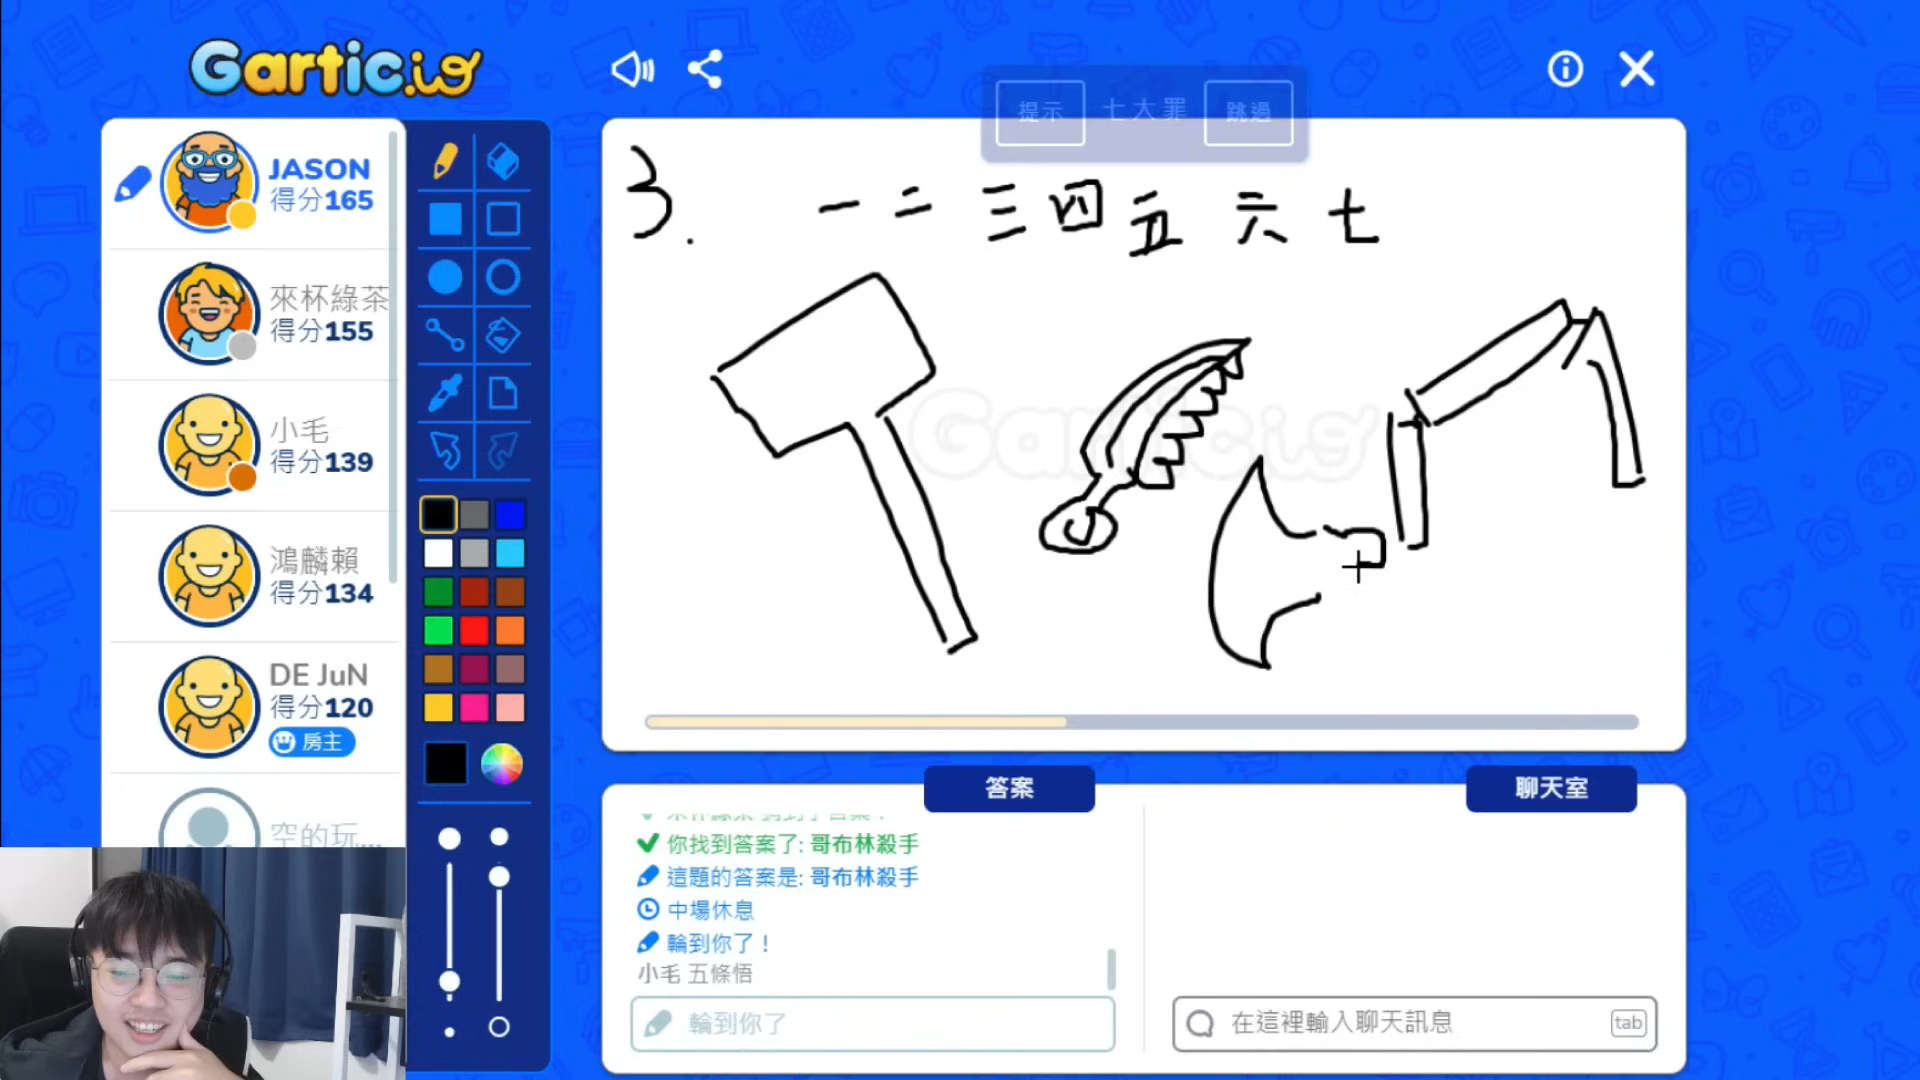 Gartic.io
提示 七大罪 跳過
JASON
得分165
來杯綠茶
得分155
小毛
得分139
鴻麟賴
得分134
DE JuN
得分120
房主
空的玩...
3. 一 二 三 四 五 六 七
Gartic.io
答案
你找到答案了: 哥布林殺手
這題的答案是: 哥布林殺手
中場休息
輪到你了！
小毛 五條悟
輪到你了
聊天室
在這裡輸入聊天訊息 tab